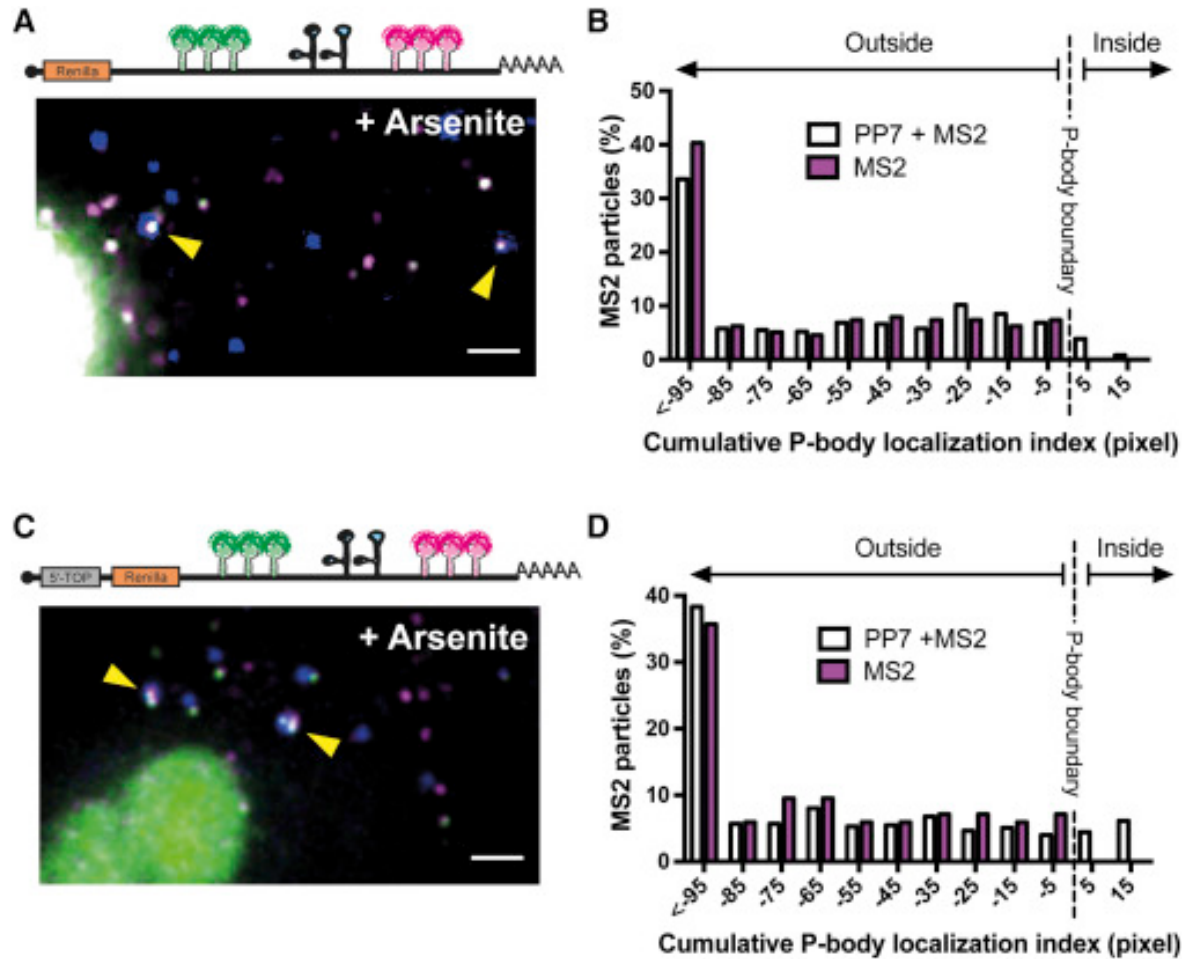 A
Renilla
AAAAA
+ Arsenite
B
Outside
Inside
50
40
30
20
10
0
MS2 particles (%)
PP7 + MS2
MS2
P-body boundary
<-95
-85
-75
-65
-55
-45
-35
-25
-15
-5
5
15
Cumulative P-body localization index (pixel)
C
5'-TOP
Renilla
AAAAA
+ Arsenite
D
Outside
Inside
40
30
20
10
0
MS2 particles (%)
PP7 +MS2
MS2
P-body boundary
<-95
-85
-75
-65
-55
-45
-35
-25
-15
-5
5
15
Cumulative P-body localization index (pixel)